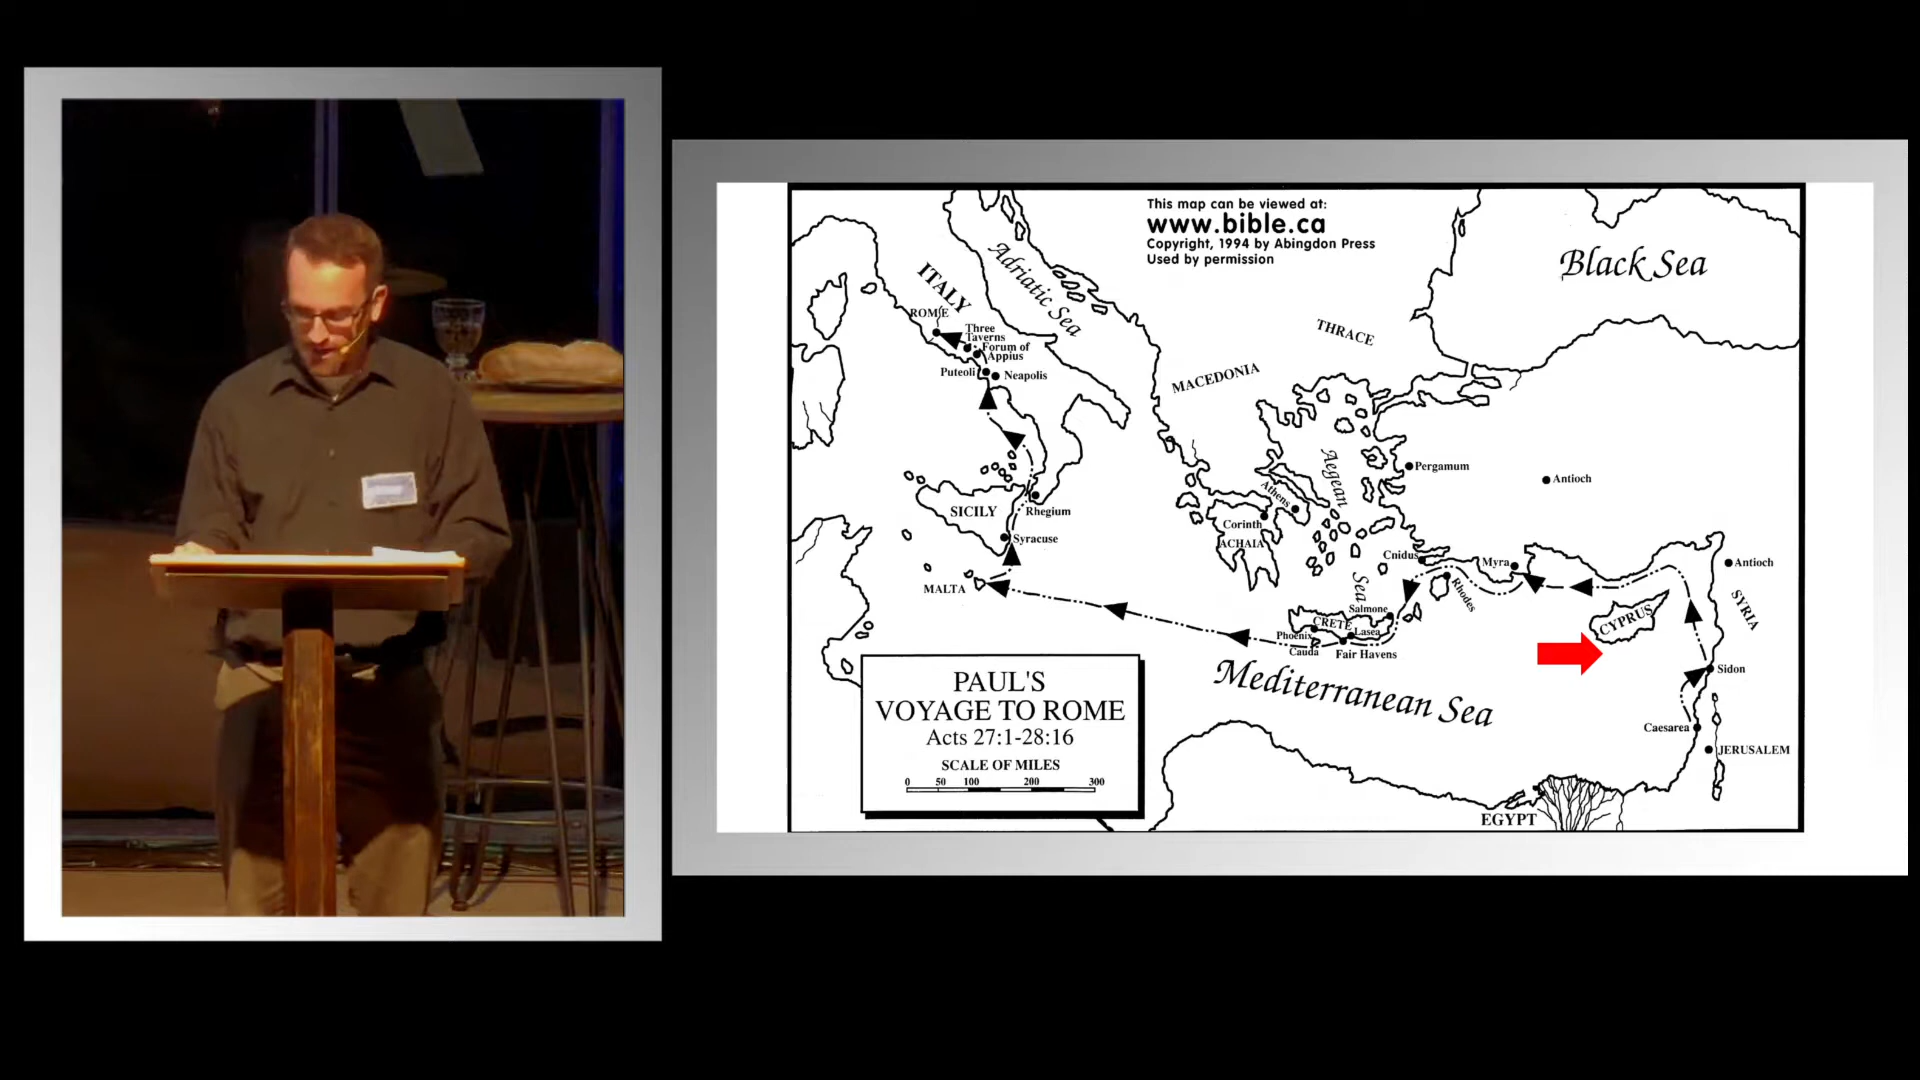 This map can be viewed at:
www.bible.ca
Copyright, 1994 by Abingdon Press
Used by permission
Black Sea
Adriatic Sea
ITALY
ROME
Three
Taverns
Forum of
Appius
Puteoli
Neapolis
THRACE
MACEDONIA
Aegean
Sea
Pergamum
Antioch
Athens
Corinth
ACHAIA
SICILY
Rhegium
Syracuse
MALTA
Cnidus
Myra
Rhodes
Antioch
SYRIA
CYPRUS
Salmone
CRETE
Phoenix
Lasea
Cauda
Fair Havens
Sidon
Mediterranean Sea
Caesarea
JERUSALEM
EGYPT
PAUL'S
VOYAGE TO ROME
Acts 27:1-28:16
SCALE OF MILES
0 50 100 200 300